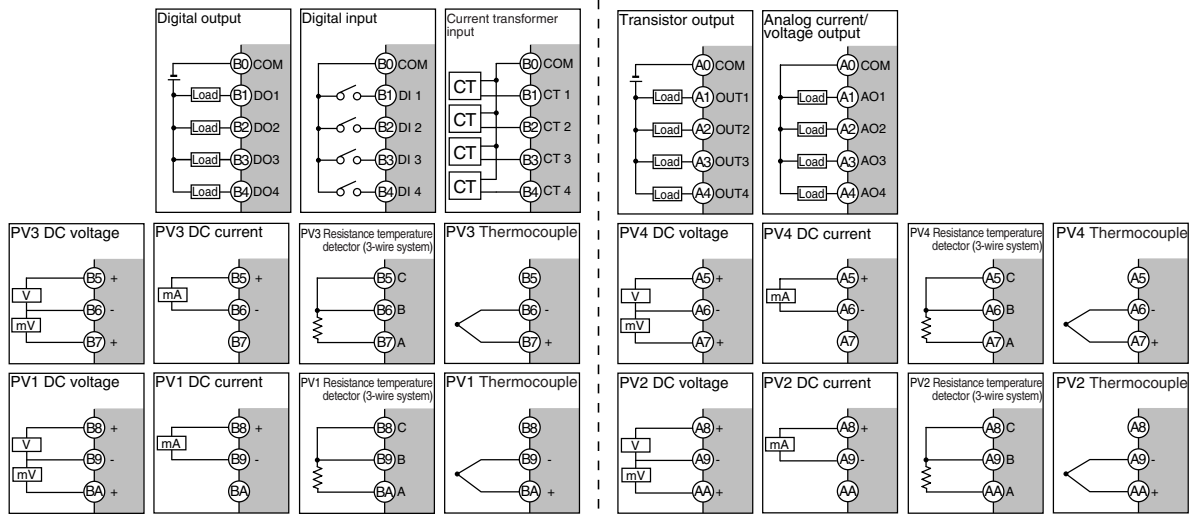 Digital output
B0 COM
Load B1 DO1
Load B2 DO2
Load B3 DO3
Load B4 DO4
Digital input
B0 COM
B1 DI 1
B2 DI 2
B3 DI 3
B4 DI 4
Current transformer
input
B0 COM
CT B1 CT 1
CT B2 CT 2
CT B3 CT 3
CT B4 CT 4
Transistor output
A0 COM
Load A1 OUT1
Load A2 OUT2
Load A3 OUT3
Load A4 OUT4
Analog current/
voltage output
A0 COM
Load A1 AO1
Load A2 AO2
Load A3 AO3
Load A4 AO4
PV3 DC voltage
B5 +
V
B6 -
mV
B7 +
PV3 DC current
B5 +
mA
B6 -
B7
PV3 Resistance temperature
detector (3-wire system)
B5 C
B6 B
B7 A
PV3 Thermocouple
B5
B6 -
B7 +
PV4 DC voltage
A5 +
V
A6 -
mV
A7 +
PV4 DC current
A5 +
mA
A6 -
A7
PV4 Resistance temperature
detector (3-wire system)
A5 C
A6 B
A7 A
PV4 Thermocouple
A5
A6 -
A7 +
PV1 DC voltage
B8 +
V
B9 -
mV
BA +
PV1 DC current
B8 +
mA
B9 -
BA
PV1 Resistance temperature
detector (3-wire system)
B8 C
B9 B
BA A
PV1 Thermocouple
B8
B9 -
BA +
PV2 DC voltage
A8 +
V
A9 -
mV
AA +
PV2 DC current
A8 +
mA
A9 -
AA
PV2 Resistance temperature
detector (3-wire system)
A8 C
A9 B
AA A
PV2 Thermocouple
A8
A9 -
AA +